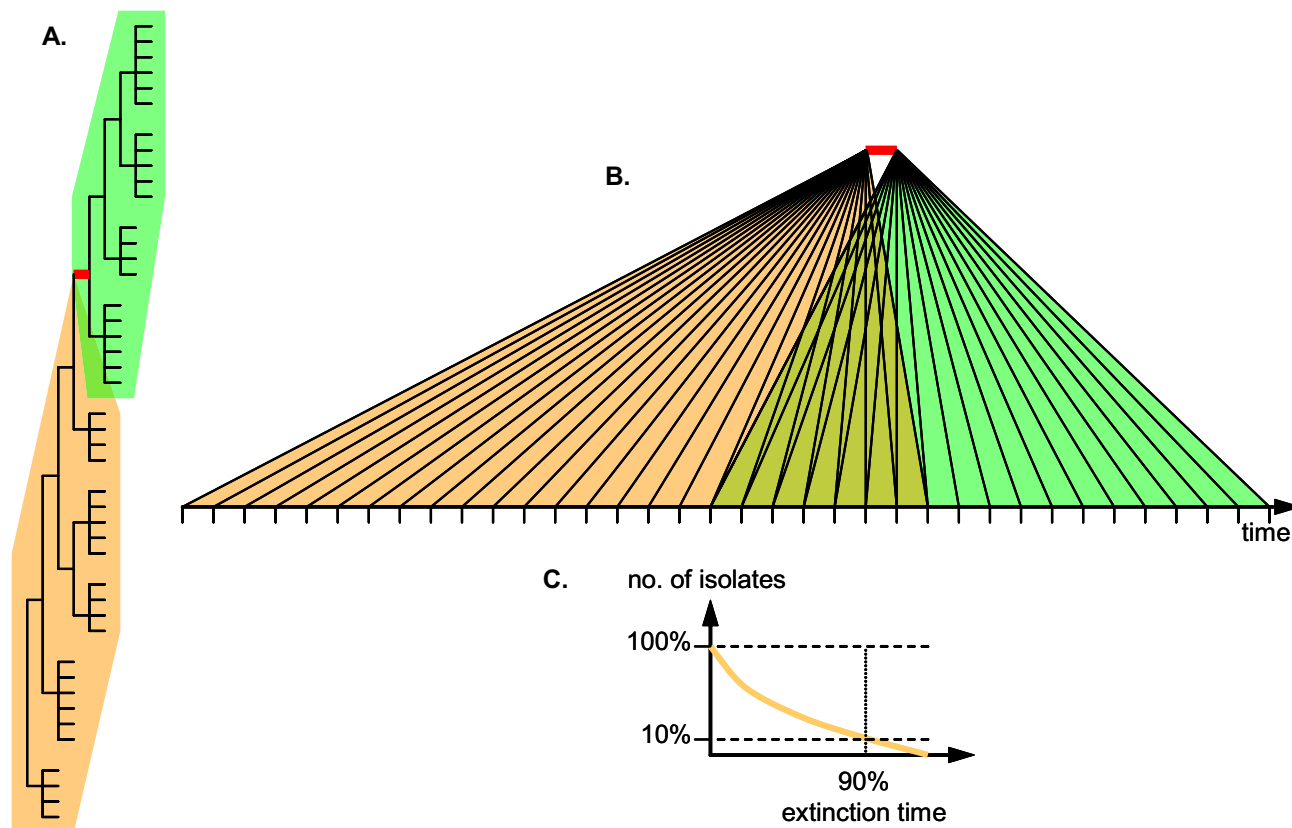 A.
B.
time
C.
no. of isolates
100%
10%
90%
extinction time